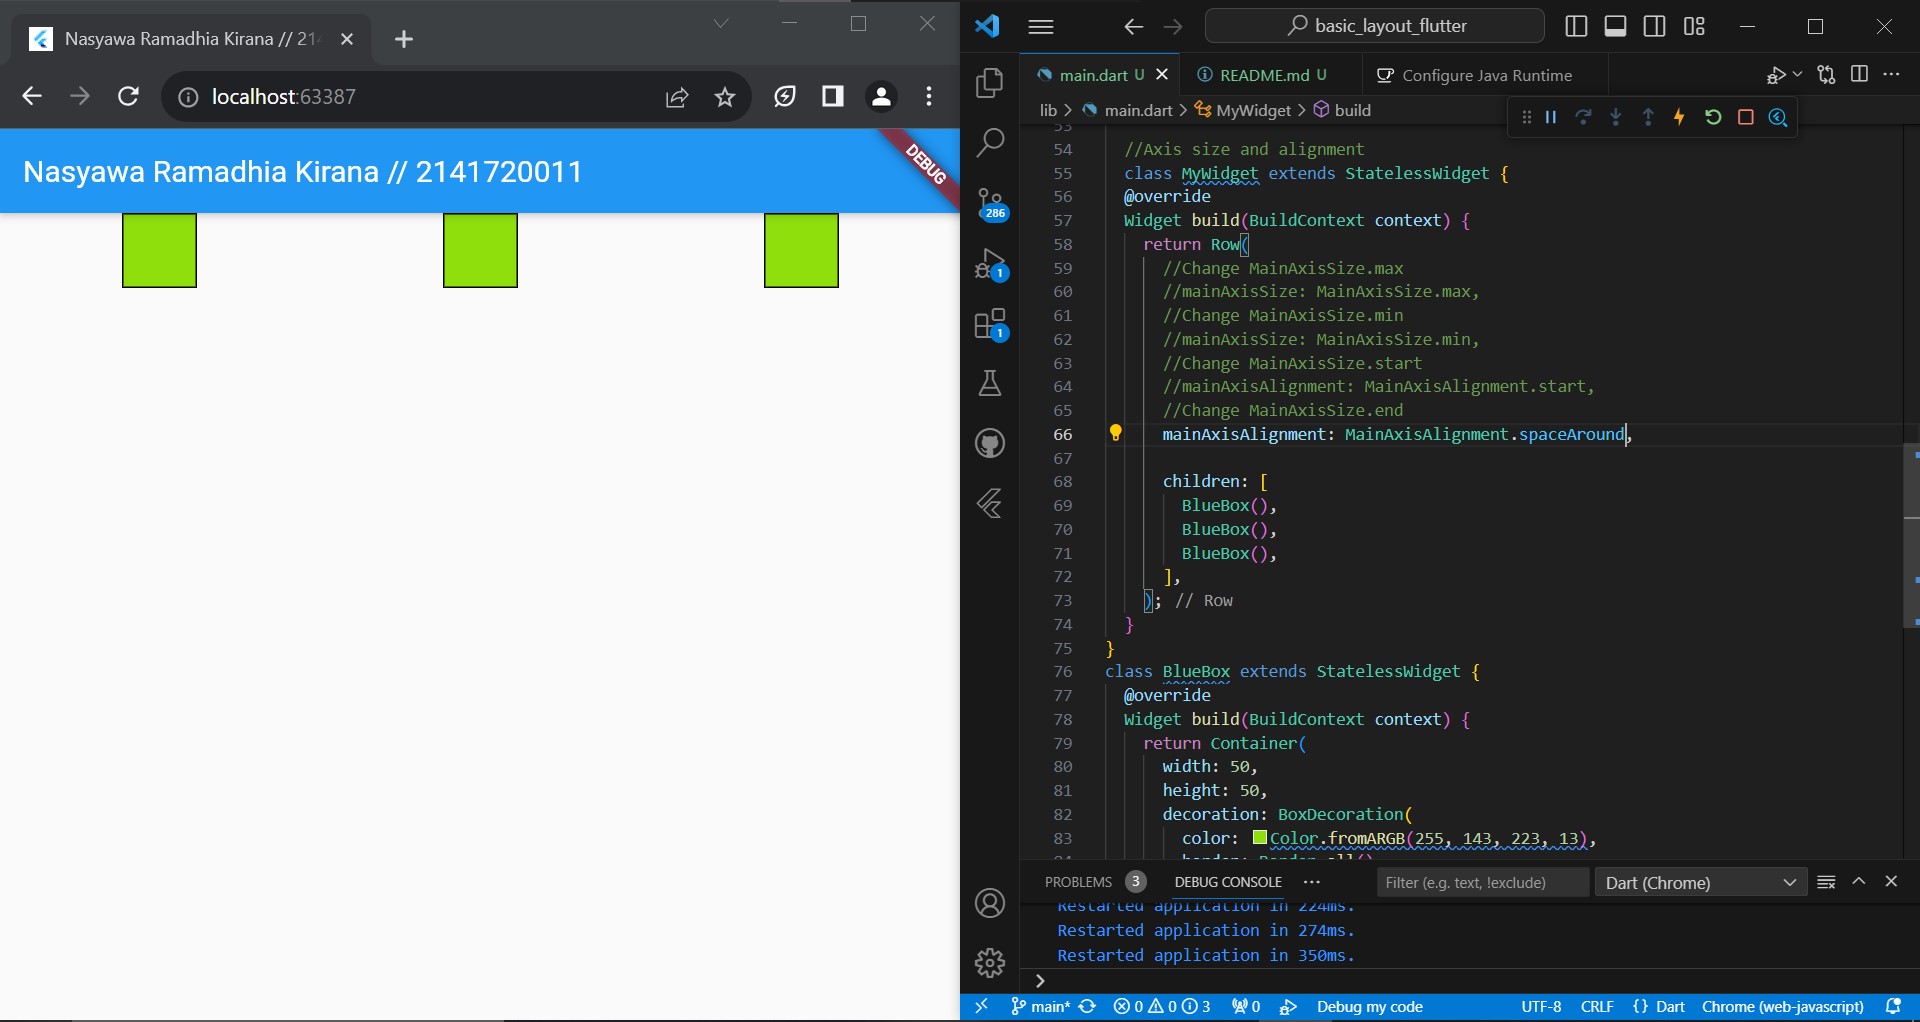 Nasyawa Ramadhia Kirana // 214
localhost:63387
Nasyawa Ramadhia Kirana // 2141720011
DEBUG
basic_layout_flutter
main.dart U
README.md U
Configure Java Runtime
lib > main.dart > MyWidget > build
286
1
1
53
54 //Axis size and alignment
55 class MyWidget extends StatelessWidget {
56 @override
57 Widget build(BuildContext context) {
58 return Row(
59 //Change MainAxisSize.max
60 //mainAxisSize: MainAxisSize.max,
61 //Change MainAxisSize.min
62 //mainAxisSize: MainAxisSize.min,
63 //Change MainAxisSize.start
64 //mainAxisAlignment: MainAxisAlignment.start,
65 //Change MainAxisSize.end
66 mainAxisAlignment: MainAxisAlignment.spaceAround,
67
68 children: [
69 BlueBox(),
70 BlueBox(),
71 BlueBox(),
72 ],
73 ); // Row
74 }
75 }
76 class BlueBox extends StatelessWidget {
77 @override
78 Widget build(BuildContext context) {
79 return Container(
80 width: 50,
81 height: 50,
82 decoration: BoxDecoration(
83 color: Color.fromARGB(255, 143, 223, 13),
84 border: Border.all()
PROBLEMS 3 DEBUG CONSOLE ··· Filter (e.g. text, !exclude) Dart (Chrome)
Restarted application in 224ms.
Restarted application in 274ms.
Restarted application in 350ms.
>
main* 0 0 3 0 Debug my code UTF-8 CRLF {} Dart Chrome (web-javascript)